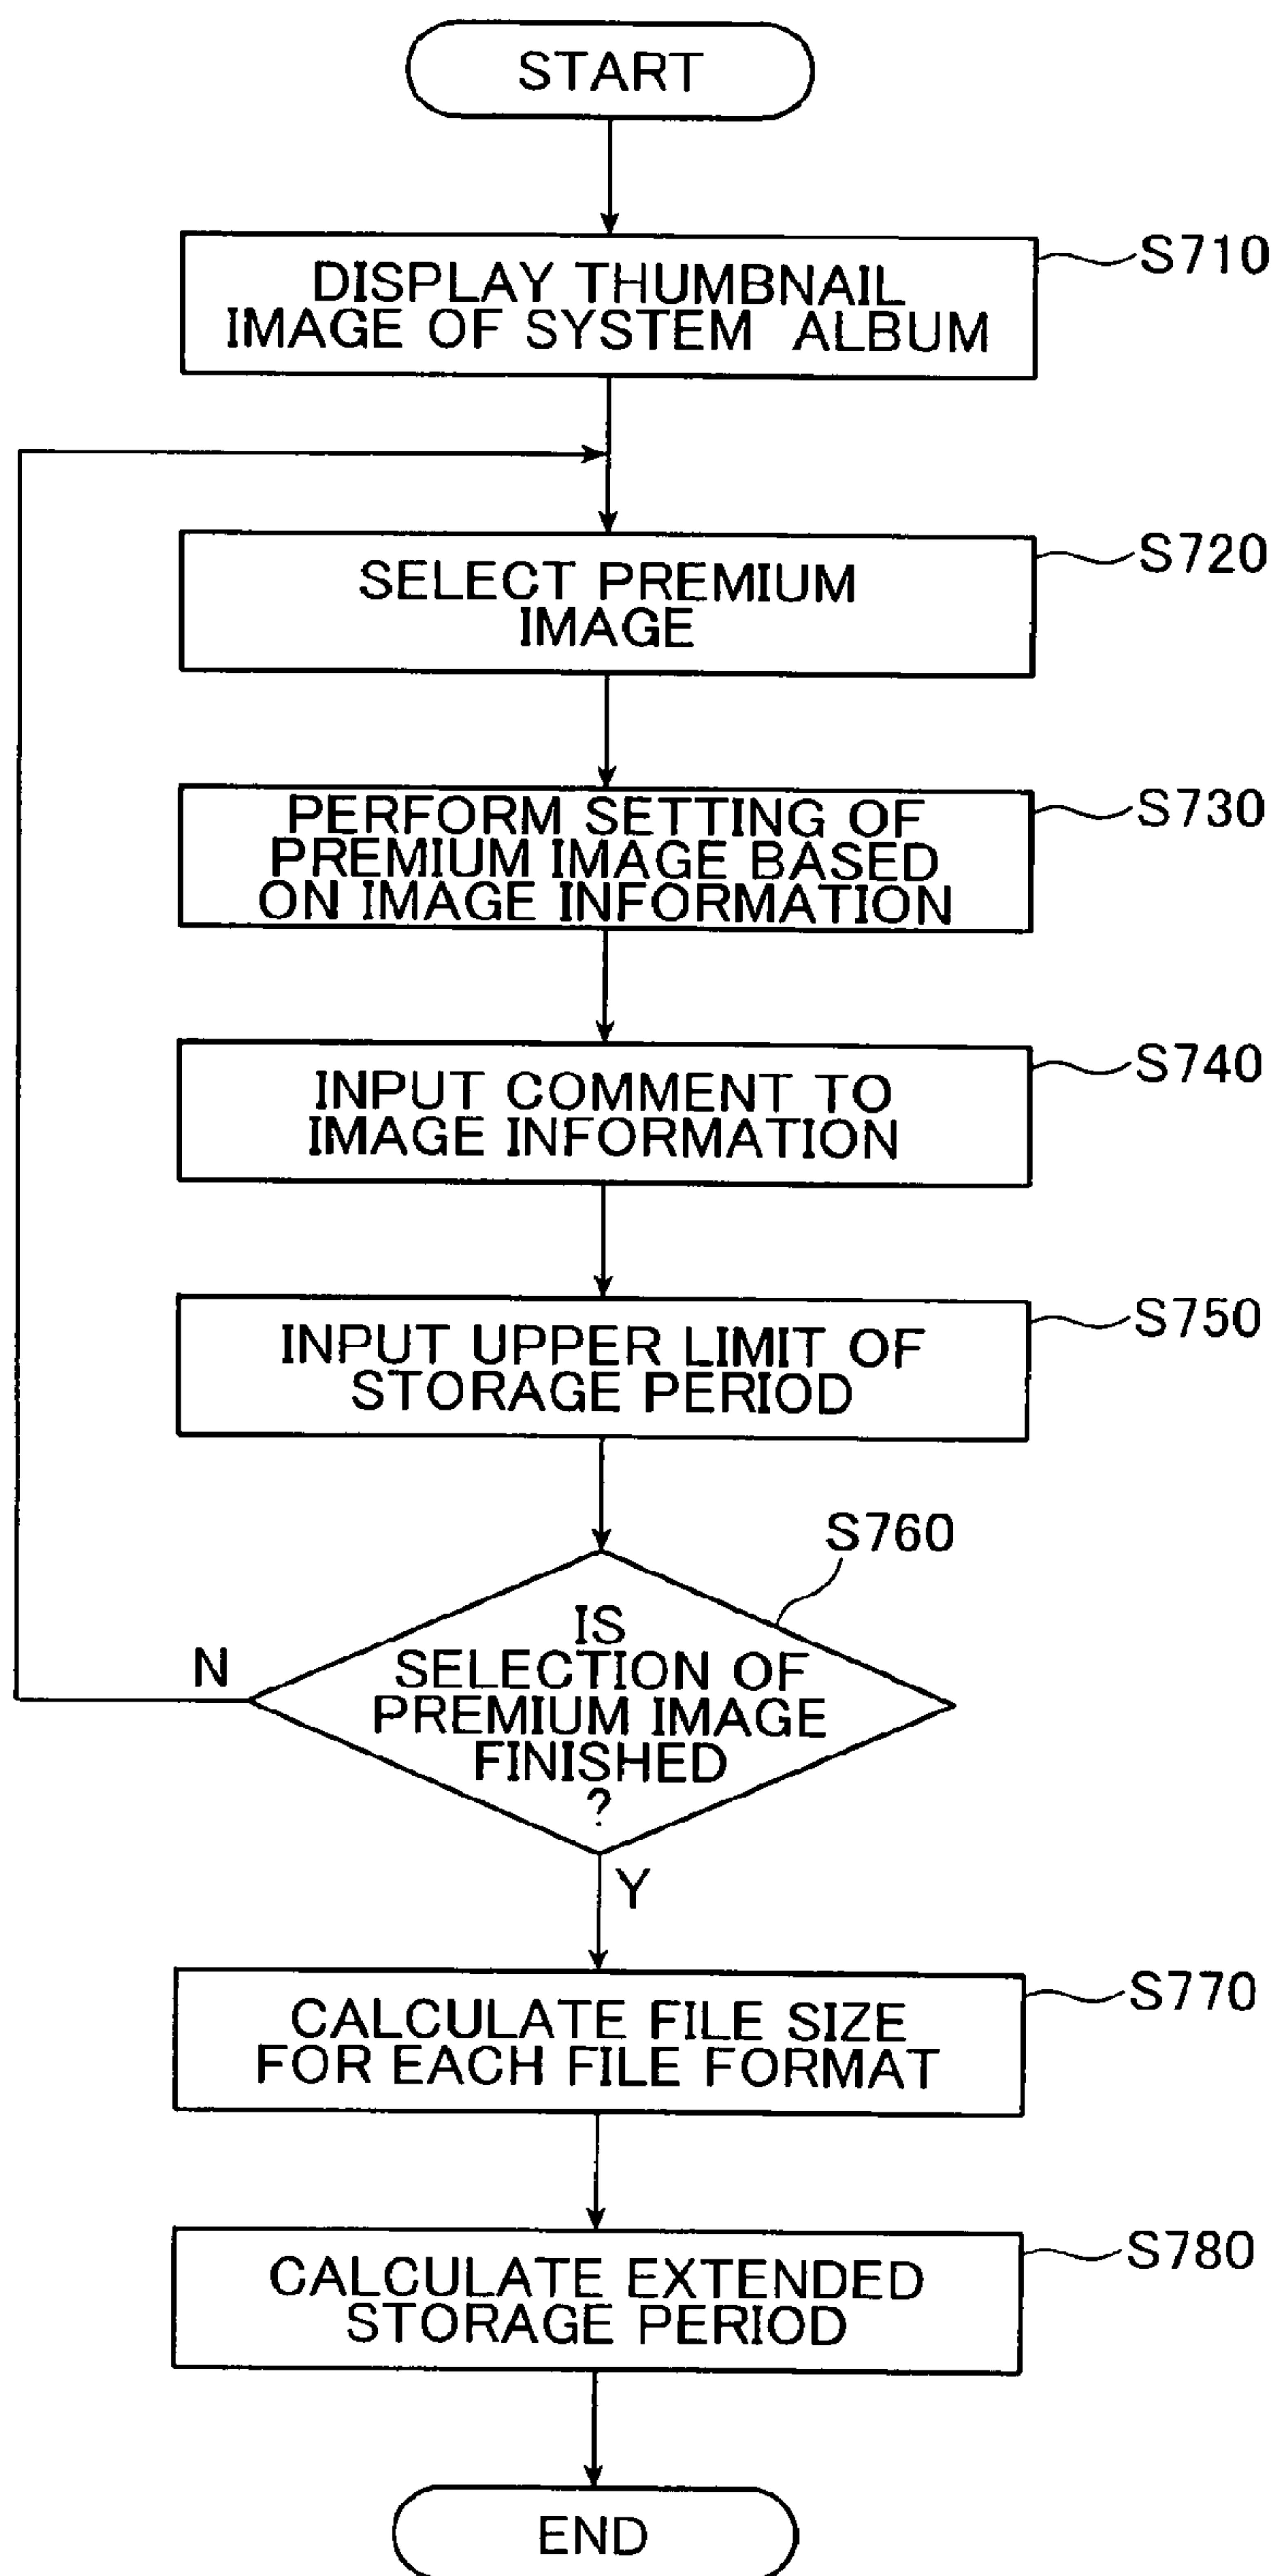 START
DISPLAY THUMBNAIL
IMAGE OF SYSTEM ALBUM
S710
SELECT PREMIUM
IMAGE
S720
PERFORM SETTING OF
PREMIUM IMAGE BASED
ON IMAGE INFORMATION
S730
INPUT COMMENT TO
IMAGE INFORMATION
S740
INPUT UPPER LIMIT OF
STORAGE PERIOD
S750
S760
IS
SELECTION OF
PREMIUM IMAGE
FINISHED
?
N
Y
CALCULATE FILE SIZE
FOR EACH FILE FORMAT
S770
CALCULATE EXTENDED
STORAGE PERIOD
S780
END